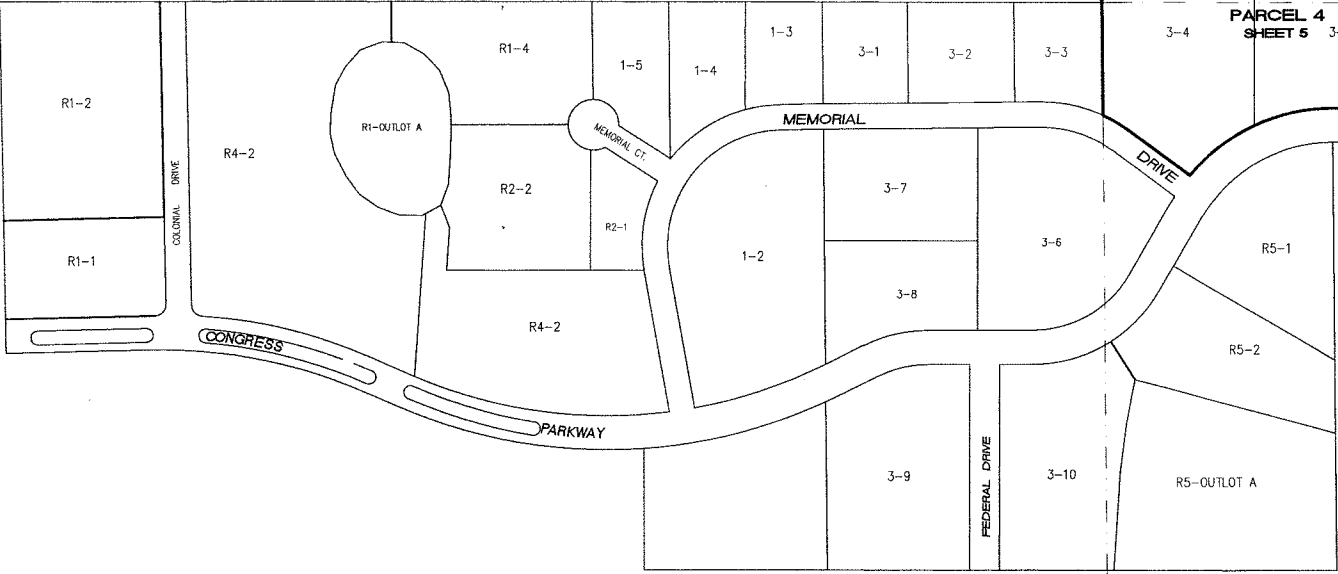 PARCEL 4
SHEET 5
3-
3-4
1-3
R1-4
3-1
3-2
3-3
1-5
1-4
R1-2
MEMORIAL
R1-OUTLOT A
MEMORIAL CT.
R4-2
DRIVE
COLONIAL DRIVE
R2-2
3-7
R2-1
3-6
R5-1
R1-1
1-2
3-8
R4-2
CONGRESS
R5-2
PARKWAY
3-9
FEDERAL DRIVE
3-10
R5-OUTLOT A